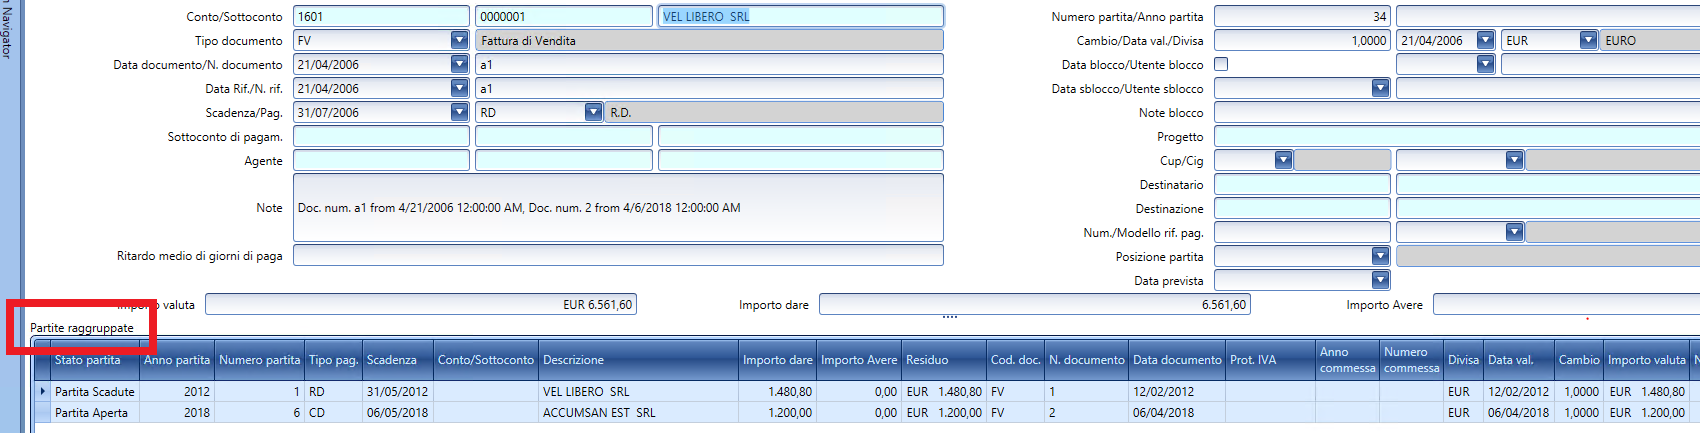 n Navigator
Conto/Sottoconto 1601 0000001 VEL LIBERO SRL Numero partita/Anno partita 34
Tipo documento FV Fattura di Vendita Cambio/Data val./Divisa 1,0000 21/04/2006 EUR EURO
Data documento/N. documento 21/04/2006 a1 Data blocco/Utente blocco
Data Rif./N. rif. 21/04/2006 a1 Data sblocco/Utente sblocco
Scadenza/Pag. 31/07/2006 RD R.D. Note blocco
Sottoconto di pagam. Progetto
Agente Cup/Cig
Destinatario
Note Doc. num. a1 from 4/21/2006 12:00:00 AM, Doc. num. 2 from 4/6/2018 12:00:00 AM Destinazione
Num./Modello rif. pag.
Ritardo medio di giorni di paga Posizione partita
Data prevista
Importo valuta EUR 6.561,60 Importo dare 6.561,60 Importo Avere
Partite raggruppate
Stato partita Anno partita Numero partita Tipo pag. Scadenza Conto/Sottoconto Descrizione Importo dare Importo Avere Residuo Cod. doc. N. documento Data documento Prot. IVA Anno commessa Numero commessa Divisa Data val. Cambio Importo valuta N
Partita Scadute 2012 1 RD 31/05/2012 VEL LIBERO SRL 1.480,80 0,00 EUR 1.480,80 FV 1 12/02/2012 EUR 12/02/2012 1,0000 EUR 1.480,80
Partita Aperta 2018 6 CD 06/05/2018 ACCUMSAN EST SRL 1.200,00 0,00 EUR 1.200,00 FV 2 06/04/2018 EUR 06/04/2018 1,0000 EUR 1.200,00